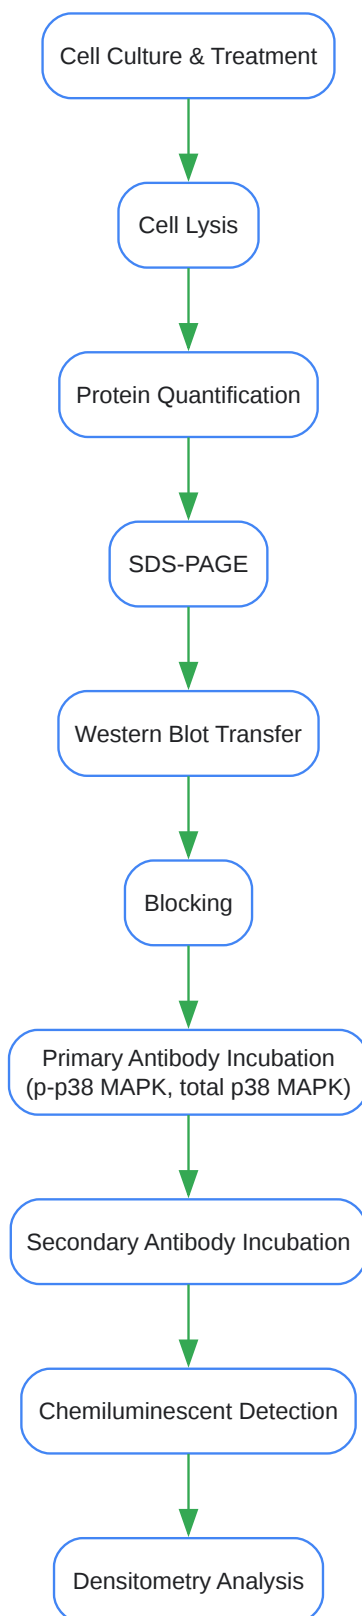 Cell Culture & Treatment
Cell Lysis
Protein Quantification
SDS-PAGE
Western Blot Transfer
Blocking
Primary Antibody Incubation
(p-p38 MAPK, total p38 MAPK)
Secondary Antibody Incubation
Chemiluminescent Detection
Densitometry Analysis